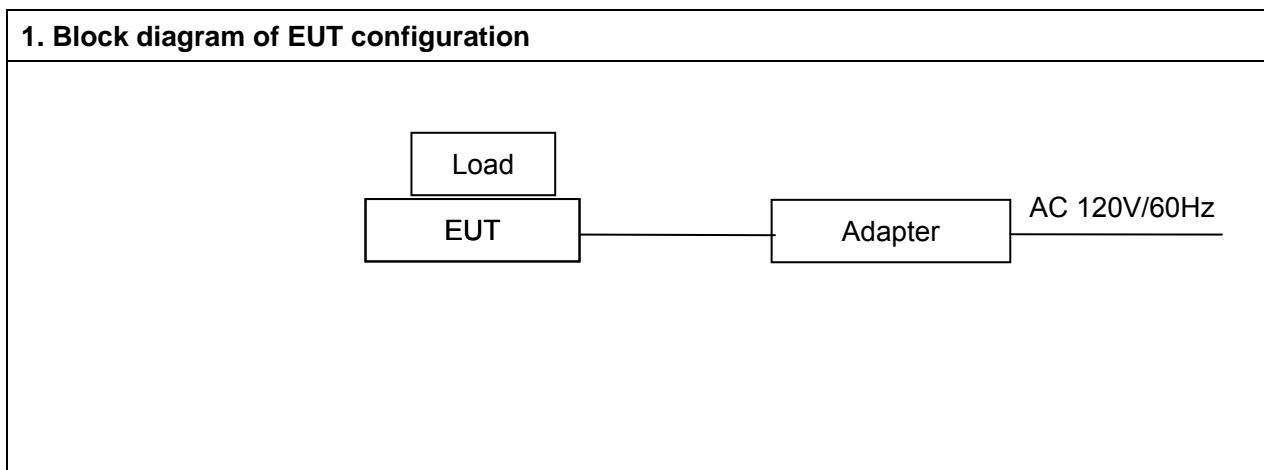 1. Block diagram of EUT configuration
Load
EUT
Adapter
AC 120V/60Hz